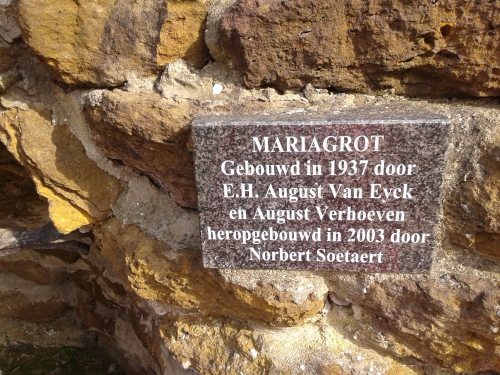 MARIAGROT
Gebouwd in 1937 door
E.H. August Van Eyck
en August Verhoeven
heropgebouwd in 2003 door
Norbert Soetaert